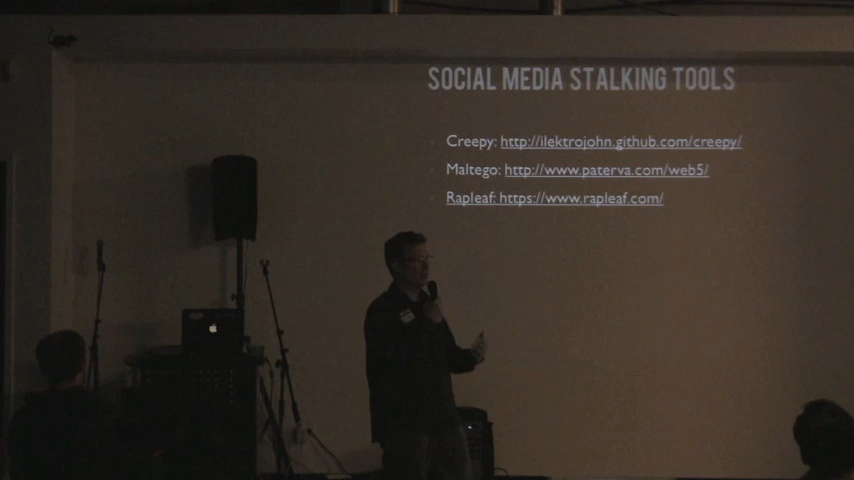 SOCIAL MEDIA STALKING TOOLS
Creepy: http://ilektrojohn.github.com/creepy/
Maltego: http://www.paterva.com/web5/
Rapleaf: https://www.rapleaf.com/